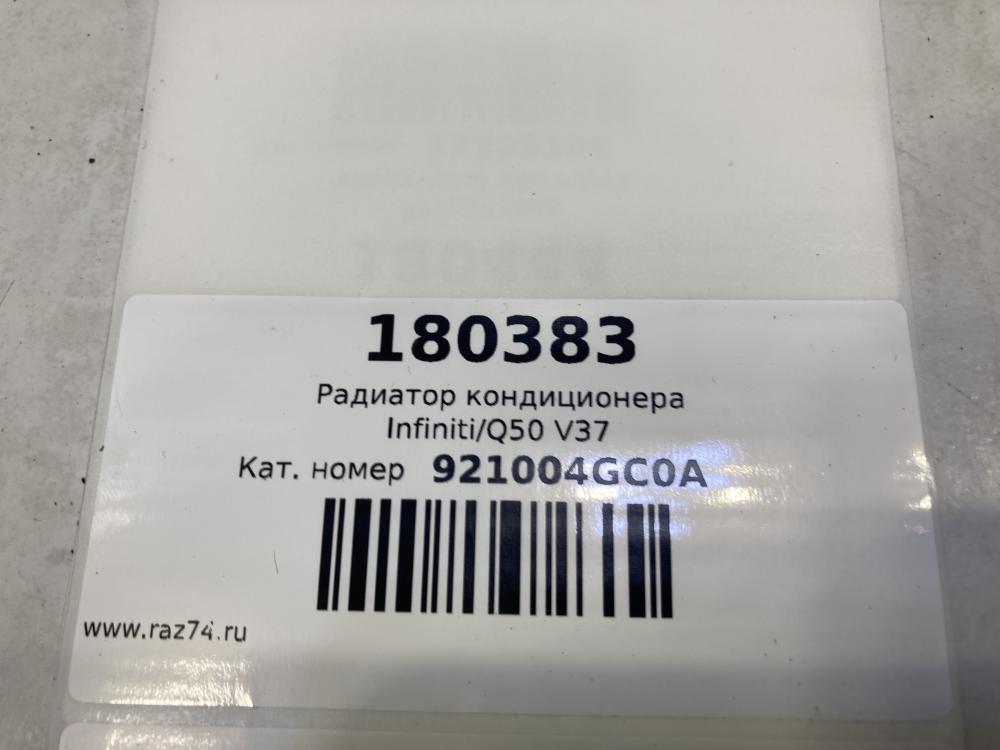 180383
Радиатор кондиционера
Infiniti/Q50 V37
Кат. номер 921004GC0A
www.raz74.ru